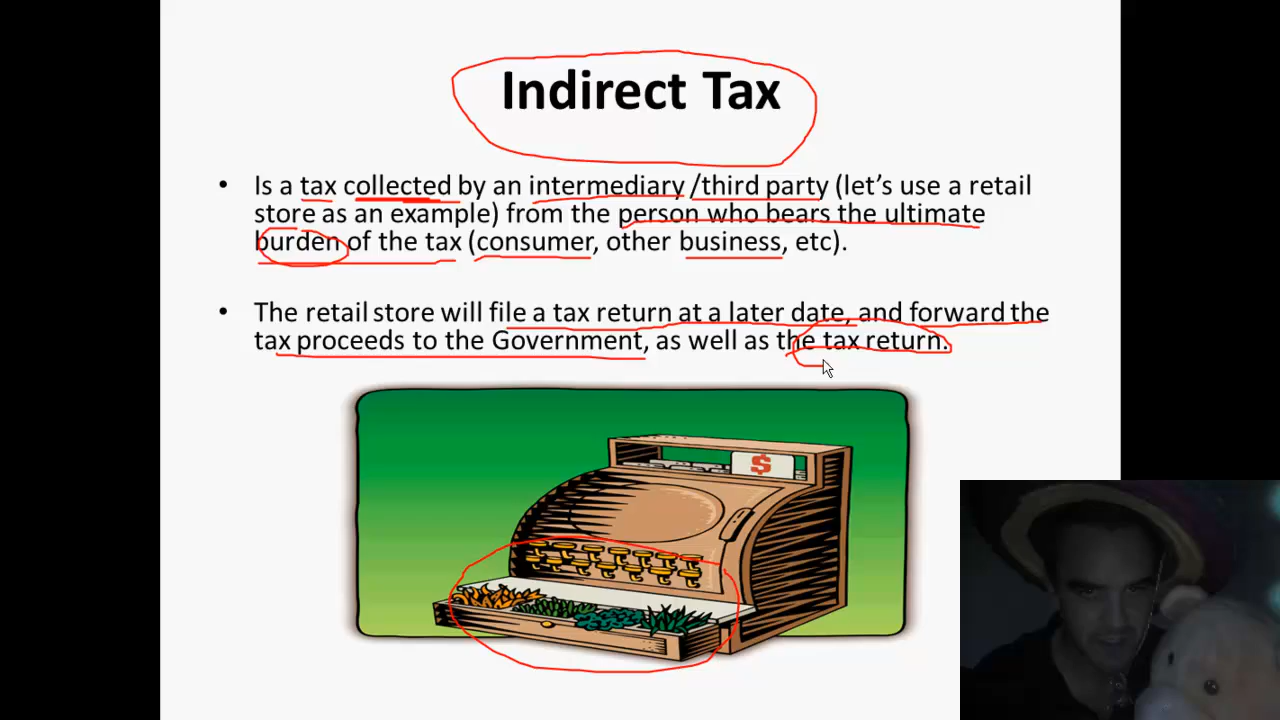 Indirect Tax
• Is a tax collected by an intermediary /third party (let's use a retail
store as an example) from the person who bears the ultimate
burden of the tax (consumer, other business, etc).
• The retail store will file a tax return at a later date, and forward the
tax proceeds to the Government, as well as the tax return.
$